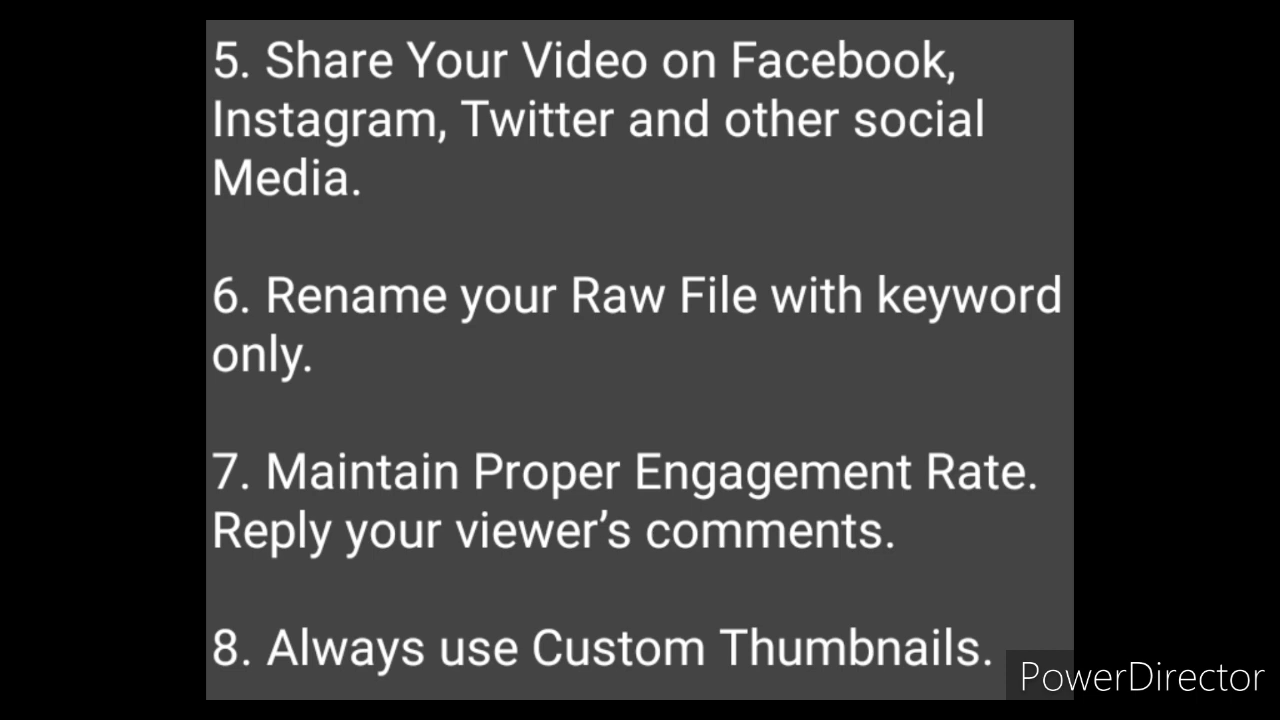 5. Share Your Video on Facebook,
Instagram, Twitter and other social
Media.
6. Rename your Raw File with keyword
only.
7. Maintain Proper Engagement Rate.
Reply your viewer’s comments.
8. Always use Custom Thumbnails.
PowerDirector